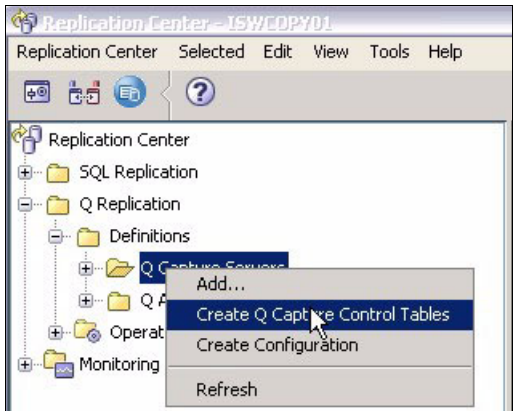 Replication Center - ISWCOPY01
Replication Center Selected Edit View Tools Help
Replication Center
SQL Replication
Q Replication
Definitions
Q Capture Servers
Add...
Q A
Create Q Capture Control Tables
Operat
Create Configuration
Monitoring
Refresh